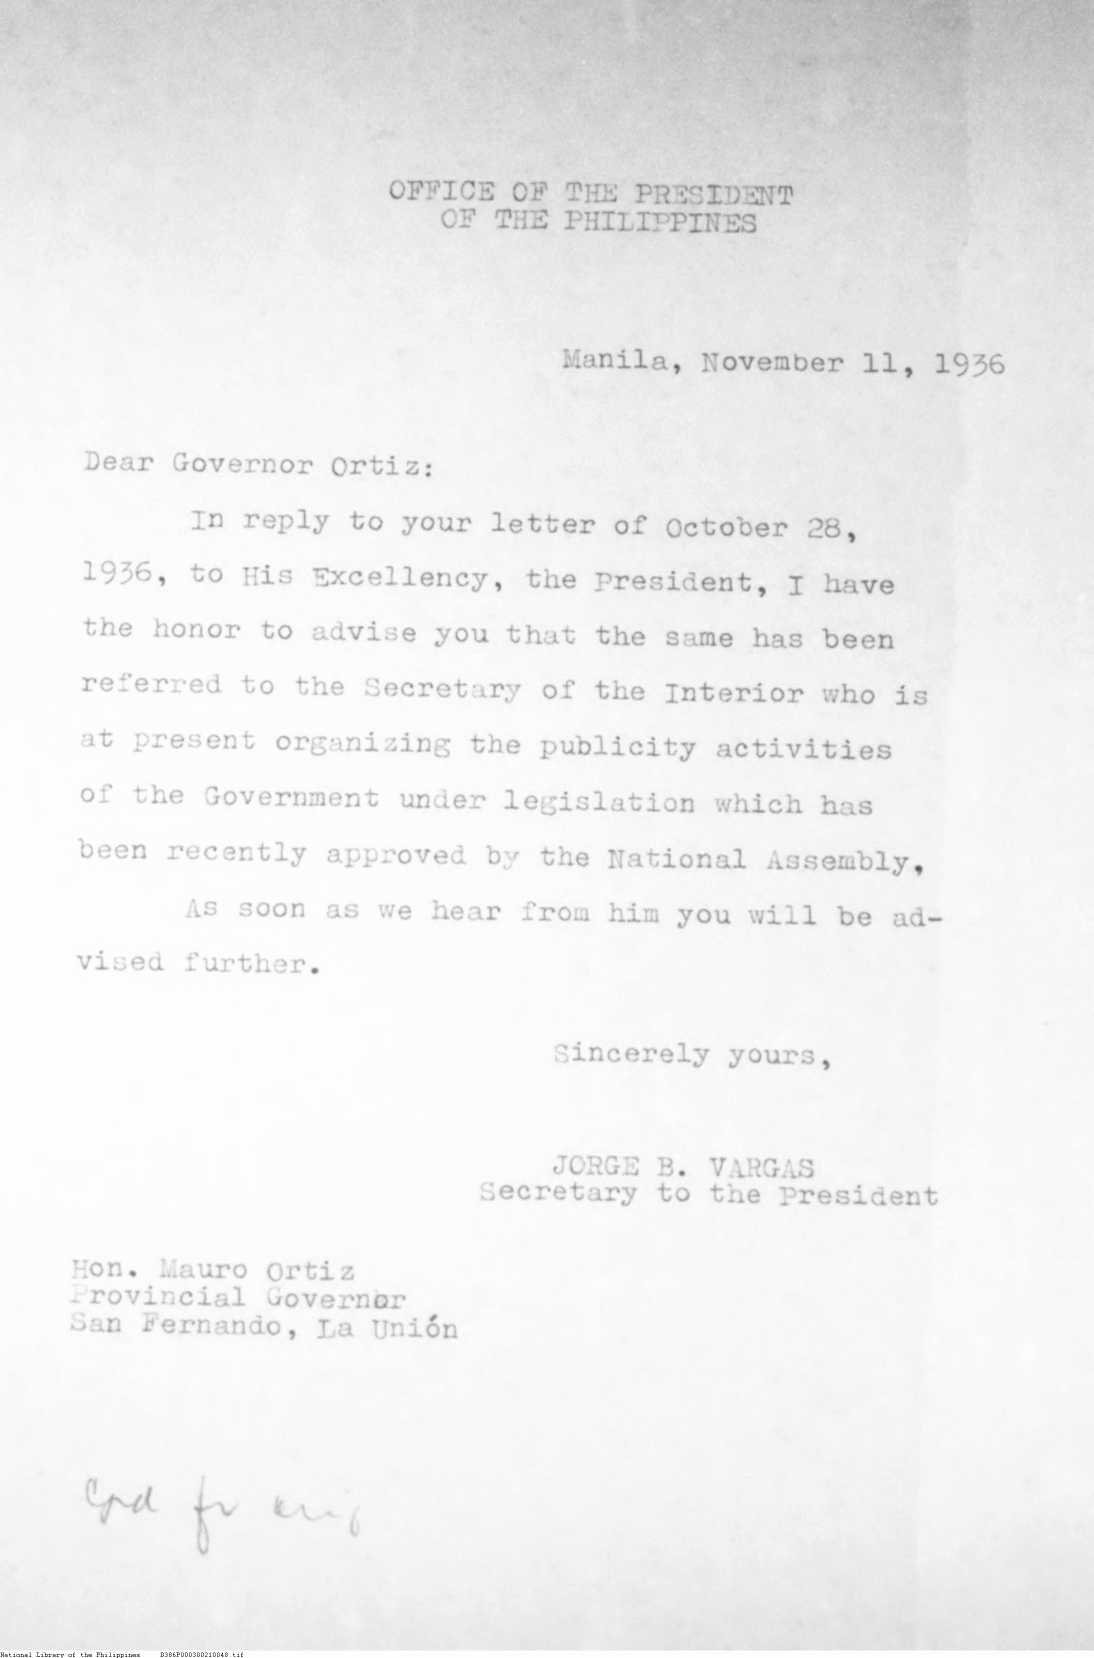 OFFICE OF THE PRESIDENT
OF THE PHILIPPINES
Manila, November 11, 1936
Dear Governor Ortiz:
In reply to your letter of October 28,
1936, to His Excellency, the President, I have
the honor to advise you that the same has been
referred to the Secretary of the Interior who is
at present organizing the publicity activities
of the Government under legislation which has
been recently approved by the National Assembly.
As soon as we hear from him you will be ad-
vised further.
Sincerely yours,
JORGE B. VARGAS
Secretary to the President
Hon. Mauro Ortiz
Provincial Governor
San Fernando, La Unión
National Library of the Philippines B386P000380210048.tif